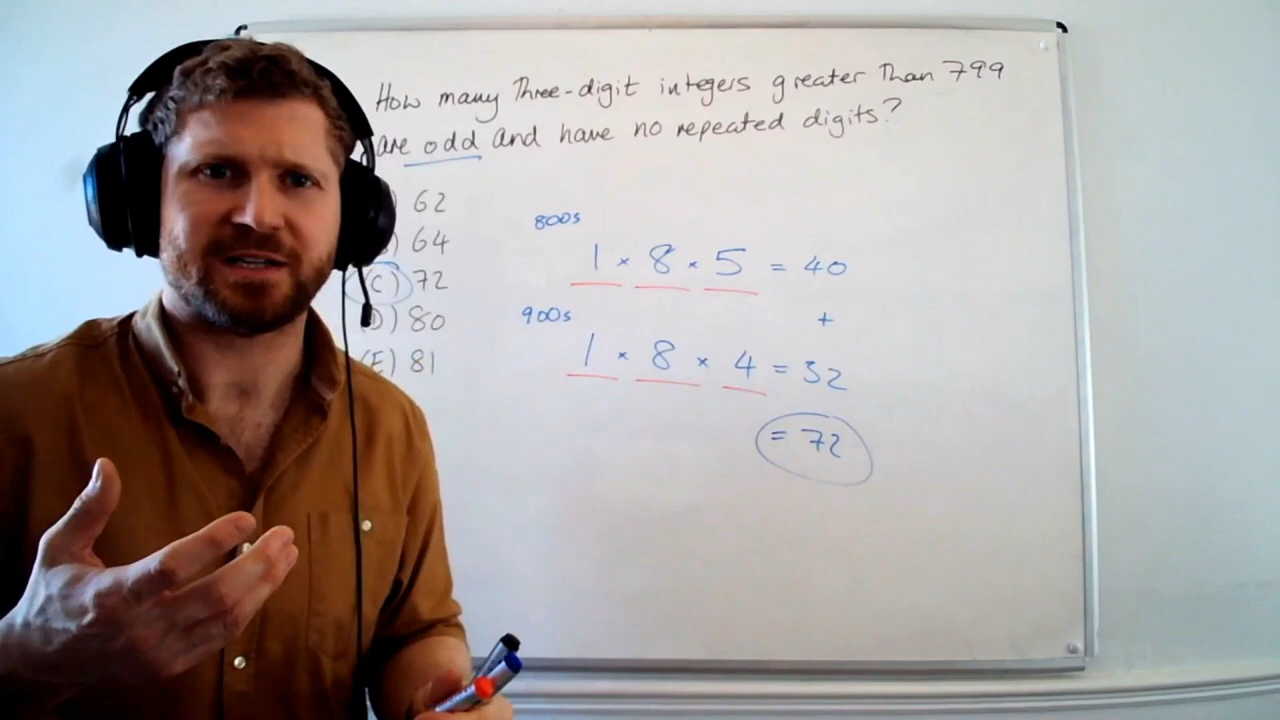 How many Three-digit integers greater Than 799
are odd and have no repeated digits?
) 62
) 64
(C) 72
D) 80
(E) 81
800s
1 × 8 × 5 = 40
+
900s
1 × 8 × 4 = 32
= 72